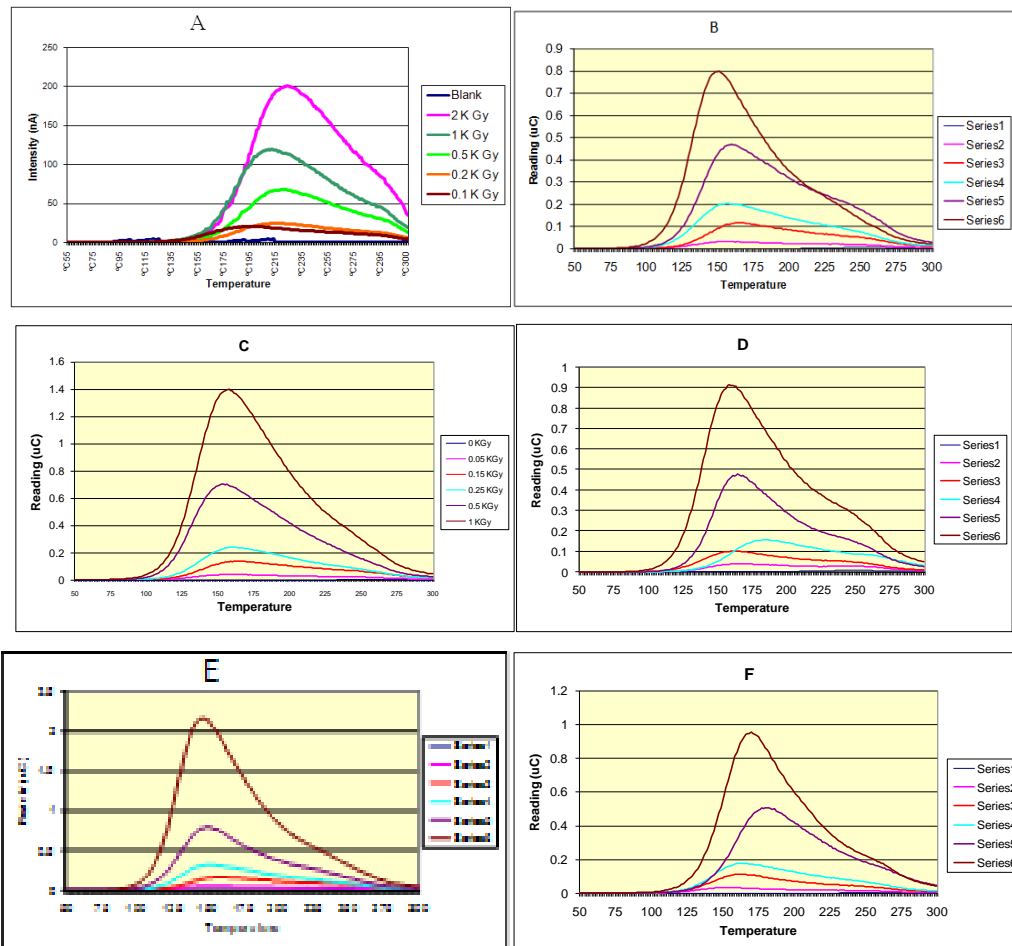 A
250
200
150
100
50
0
Intensity (nA)
°C55
°C75
°C95
°C115
°C135
°C155
°C175
°C195
°C215
°C235
°C255
°C275
°C295
°C300
Temperature
Blank
2 K Gy
1 K Gy
0.5 K Gy
0.2 K Gy
0.1 K Gy
B
0.9
0.8
0.7
0.6
0.5
0.4
0.3
0.2
0.1
0
Reading (uC)
50 100 150 200 250 300
Temperature
Series1
Series2
Series3
Series4
Series5
Series6
C
1.6
1.4
1.2
1
0.8
0.6
0.4
0.2
0
Reading (uC)
50 75 100 125 150 175 200 225 250 275 300
Temperature
0 KGy
0.05 KGy
0.15 KGy
0.25 KGy
0.5 KGy
1 KGy
D
1
0.9
0.8
0.7
0.6
0.5
0.4
0.3
0.2
0.1
0
Reading (uC)
50 75 100 125 150 175 200 225 250 275 300
Temperature
Series1
Series2
Series3
Series4
Series5
Series6
E
Temperature
F
1.2
1
0.8
0.6
0.4
0.2
0
Reading (uC)
50 75 100 125 150 175 200 225 250 275 300
Temperature
Series1
Series2
Series3
Series4
Series5
Series6